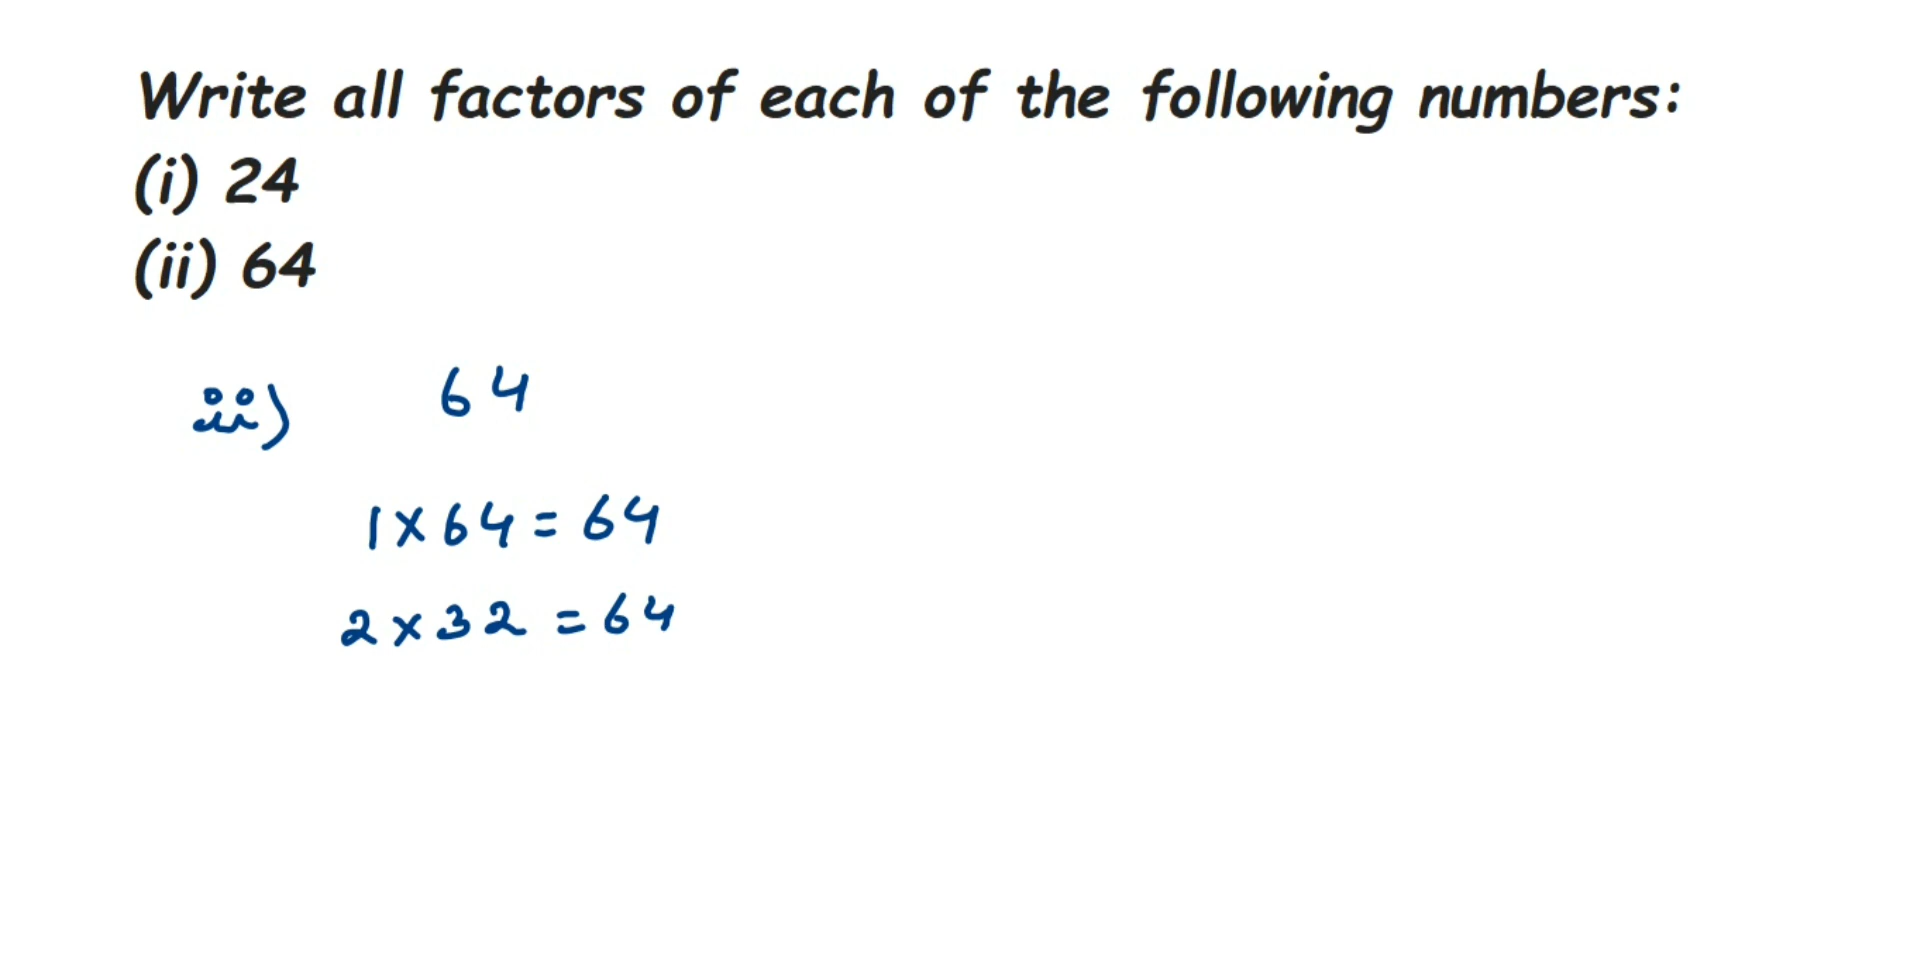 Write all factors of each of the following numbers:
(i) 24
(ii) 64
ii) 64
1 × 64 = 64
2 × 32 = 64